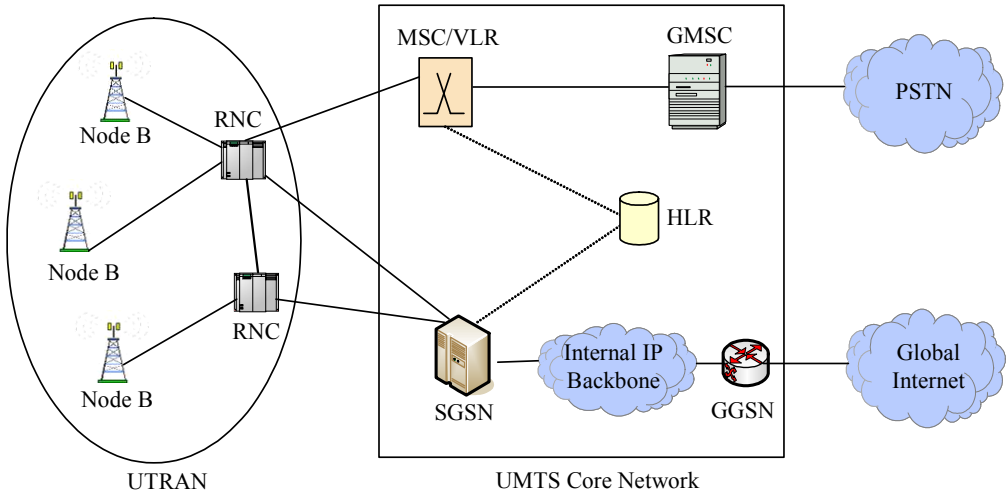 MSC/VLR
GMSC
PSTN
Node B
RNC
Node B
HLR
RNC
Node B
SGSN
Internal IP
Backbone
GGSN
Global
Internet
UTRAN
UMTS Core Network